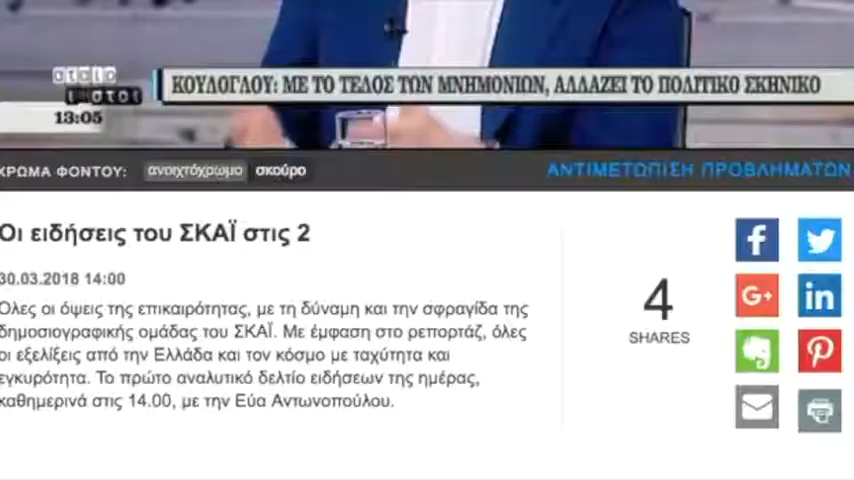 ΚΟΥΛΟΓΛΟΥ: ΜΕ ΤΟ ΤΕΛΟΣ ΤΩΝ ΜΝΗΜΟΝΙΩΝ, ΑΛΛΑΖΕΙ ΤΟ ΠΟΛΙΤΙΚΟ ΣΚΗΝΙΚΟ
13:05
ΧΡΩΜΑ ΦΟΝΤΟΥ: ανοιχτόχρωμο σκούρο ΑΝΤΙΜΕΤΩΠΙΣΗ ΠΡΟΒΛΗΜΑΤΩΝ
Οι ειδήσεις του ΣΚΑΪ στις 2
30.03.2018 14:00
Όλες οι όψεις της επικαιρότητας, με τη δύναμη και την σφραγίδα της
δημοσιογραφικής ομάδας του ΣΚΑΪ. Με έμφαση στο ρεπορτάζ, όλες
οι εξελίξεις από την Ελλάδα και τον κόσμο με ταχύτητα και
εγκυρότητα. Το πρώτο αναλυτικό δελτίο ειδήσεων της ημέρας,
καθημερινά στις 14.00, με την Εύα Αντωνοπούλου.
4
SHARES
G+
in